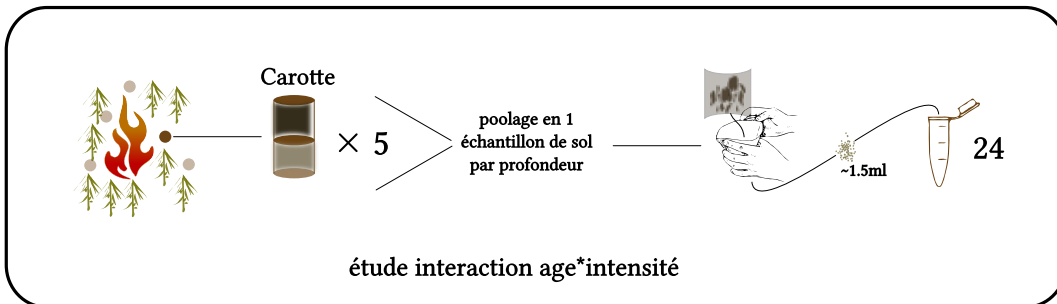 Carotte
× 5
poolage en 1
échantillon de sol
par profondeur
~1.5ml
24
étude interaction age*intensité